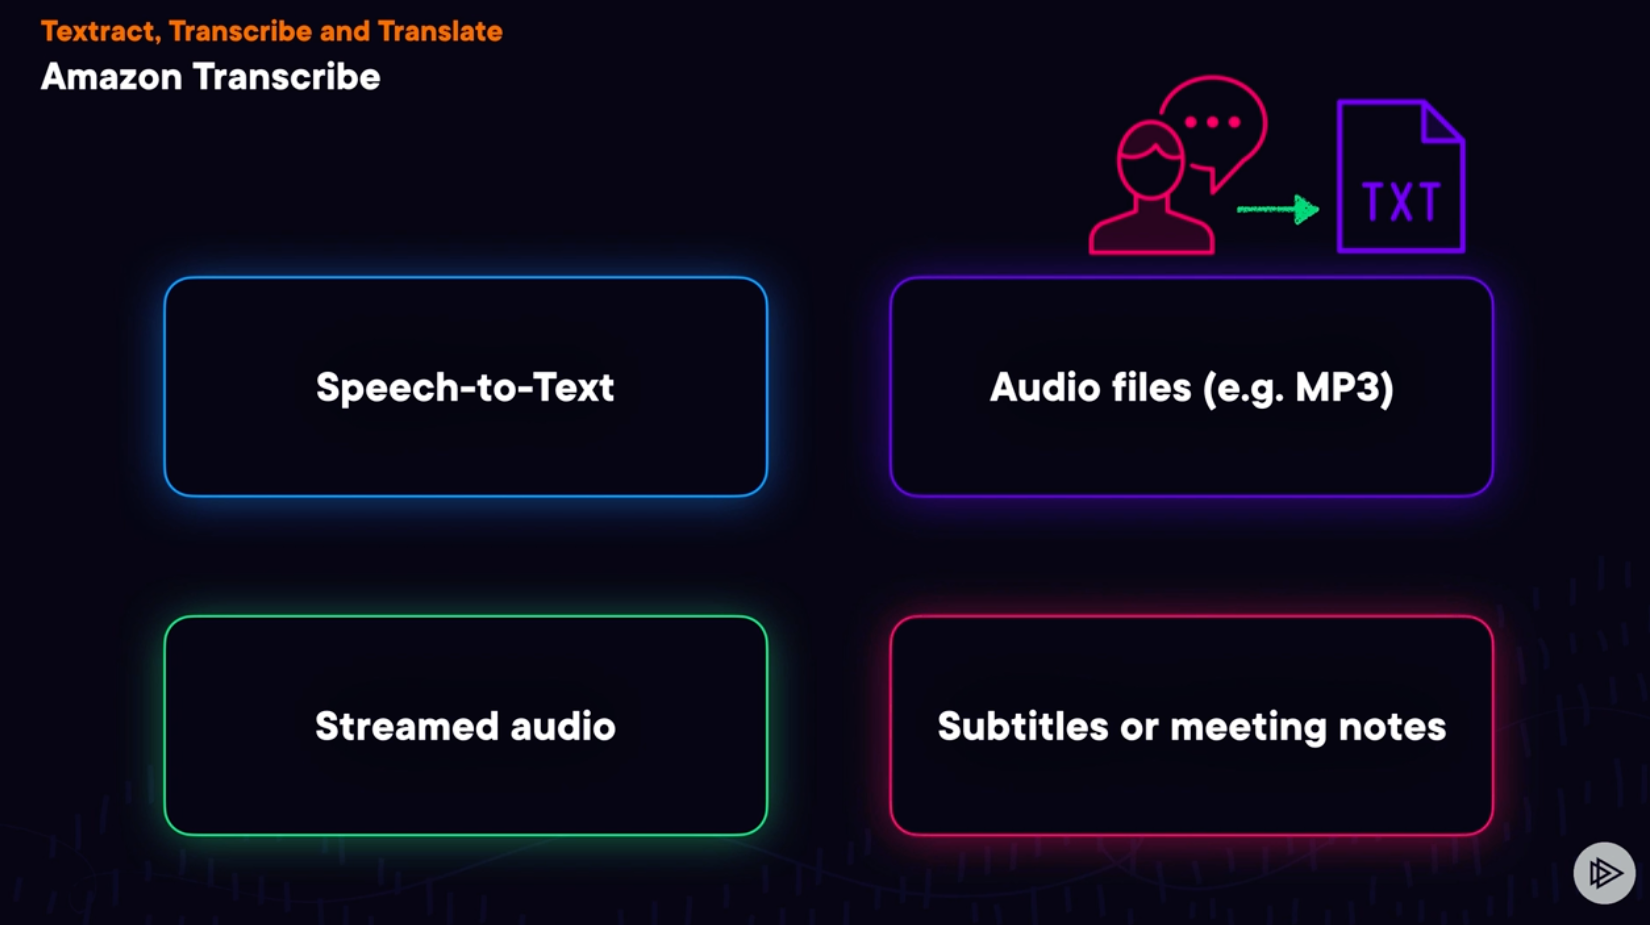 Textract, Transcribe and Translate
Amazon Transcribe
TXT
Speech-to-Text
Audio files (e.g. MP3)
Streamed audio
Subtitles or meeting notes